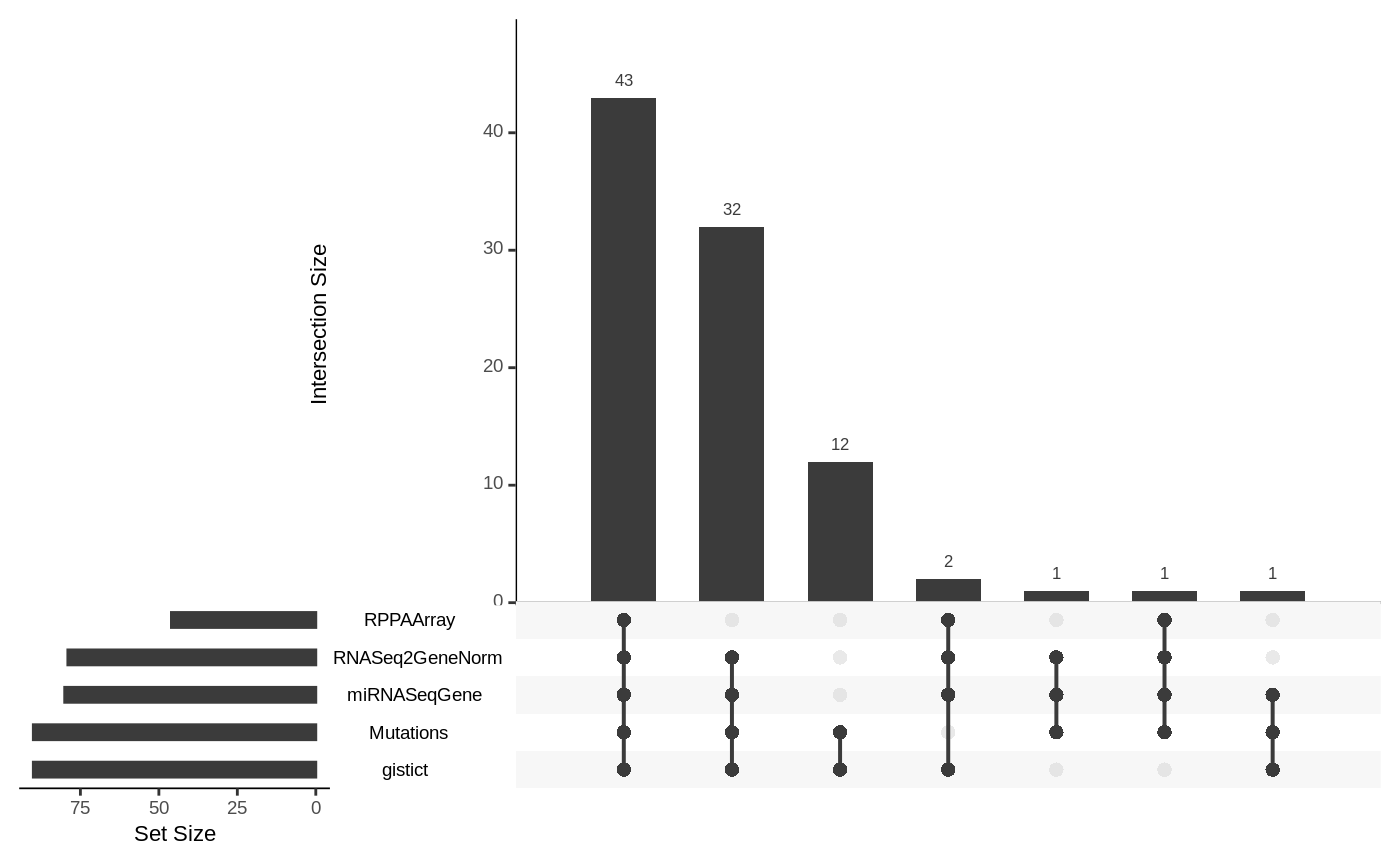 43
40
32
30
Intersection Size
20
12
10
2
1
1
1
0
RPPAArray
RNASeq2GeneNorm
miRNASeqGene
Mutations
gistict
75 50 25 0
Set Size